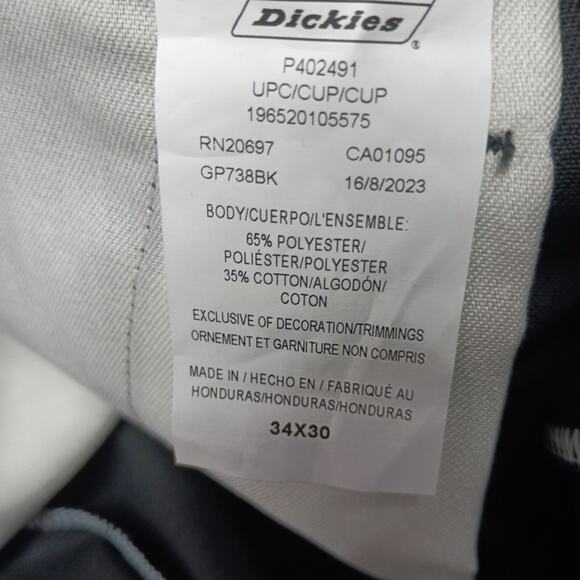 Dickies
®
P402491
UPC/CUP/CUP
196520105575
RN20697 CA01095
GP738BK 16/8/2023
BODY/CUERPO/L'ENSEMBLE:
65% POLYESTER/
POLIÉSTER/POLYESTER
35% COTTON/ALGODÓN/
COTON
EXCLUSIVE OF DECORATION/TRIMMINGS
ORNEMENT ET GARNITURE NON COMPRIS
MADE IN / HECHO EN / FABRIQUÉ AU
HONDURAS/HONDURAS/HONDURAS
34X30